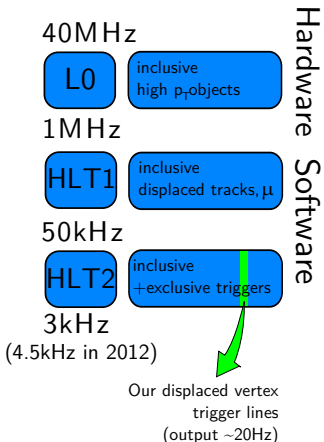 40MHz
Hardware
L0
inclusive
high pTobjects
1MHz
Software
HLT1
inclusive
displaced tracks, μ
50kHz
HLT2
inclusive
+exclusive triggers
3kHz
(4.5kHz in 2012)
Our displaced vertex
trigger lines
(output ~20Hz)